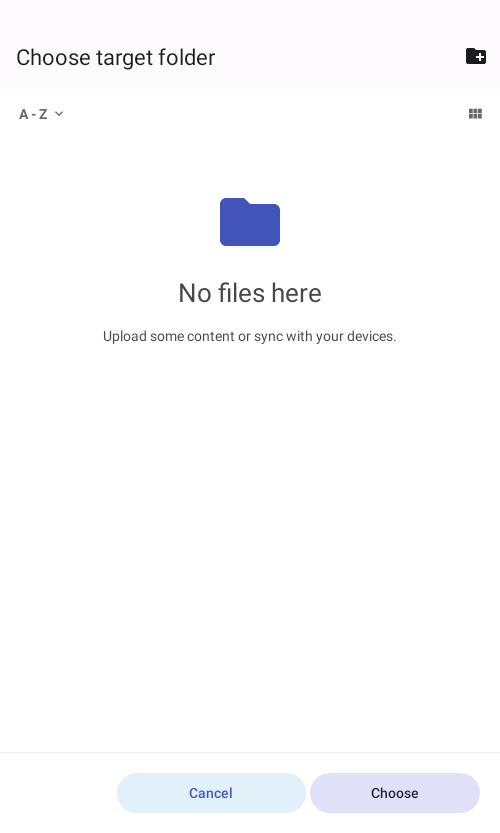 Choose target folder
A - Z
No files here
Upload some content or sync with your devices.
Cancel
Choose